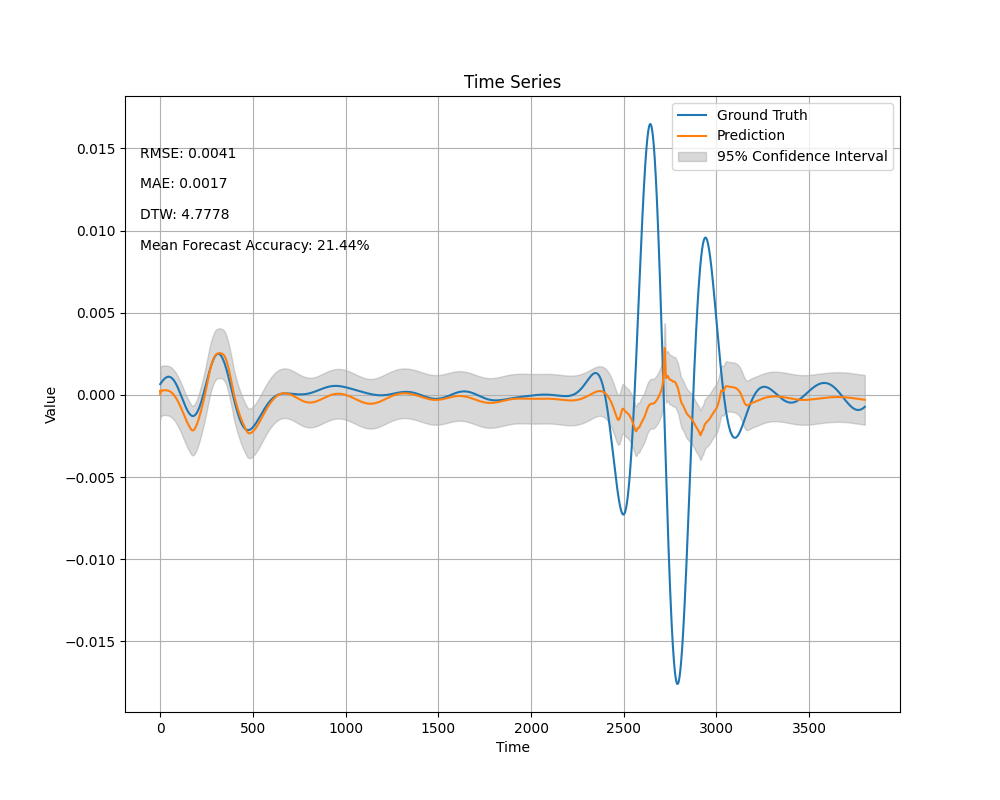 Time Series
Ground Truth
Prediction
95% Confidence Interval
RMSE: 0.0041
MAE: 0.0017
DTW: 4.7778
Mean Forecast Accuracy: 21.44%
Value
0.015
0.010
0.005
0.000
−0.005
−0.010
−0.015
0 500 1000 1500 2000 2500 3000 3500
Time